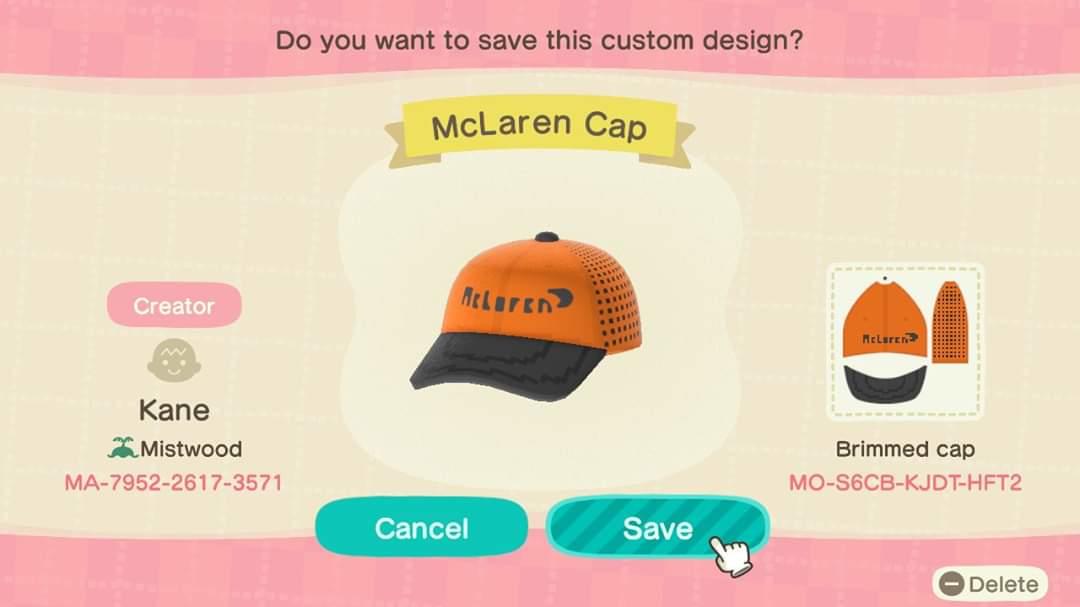 Do you want to save this custom design?
McLaren Cap
McLaren
McLaren
Creator
Kane
Mistwood
MA-7952-2617-3571
Brimmed cap
MO-S6CB-KJDT-HFT2
Cancel
Save
Delete